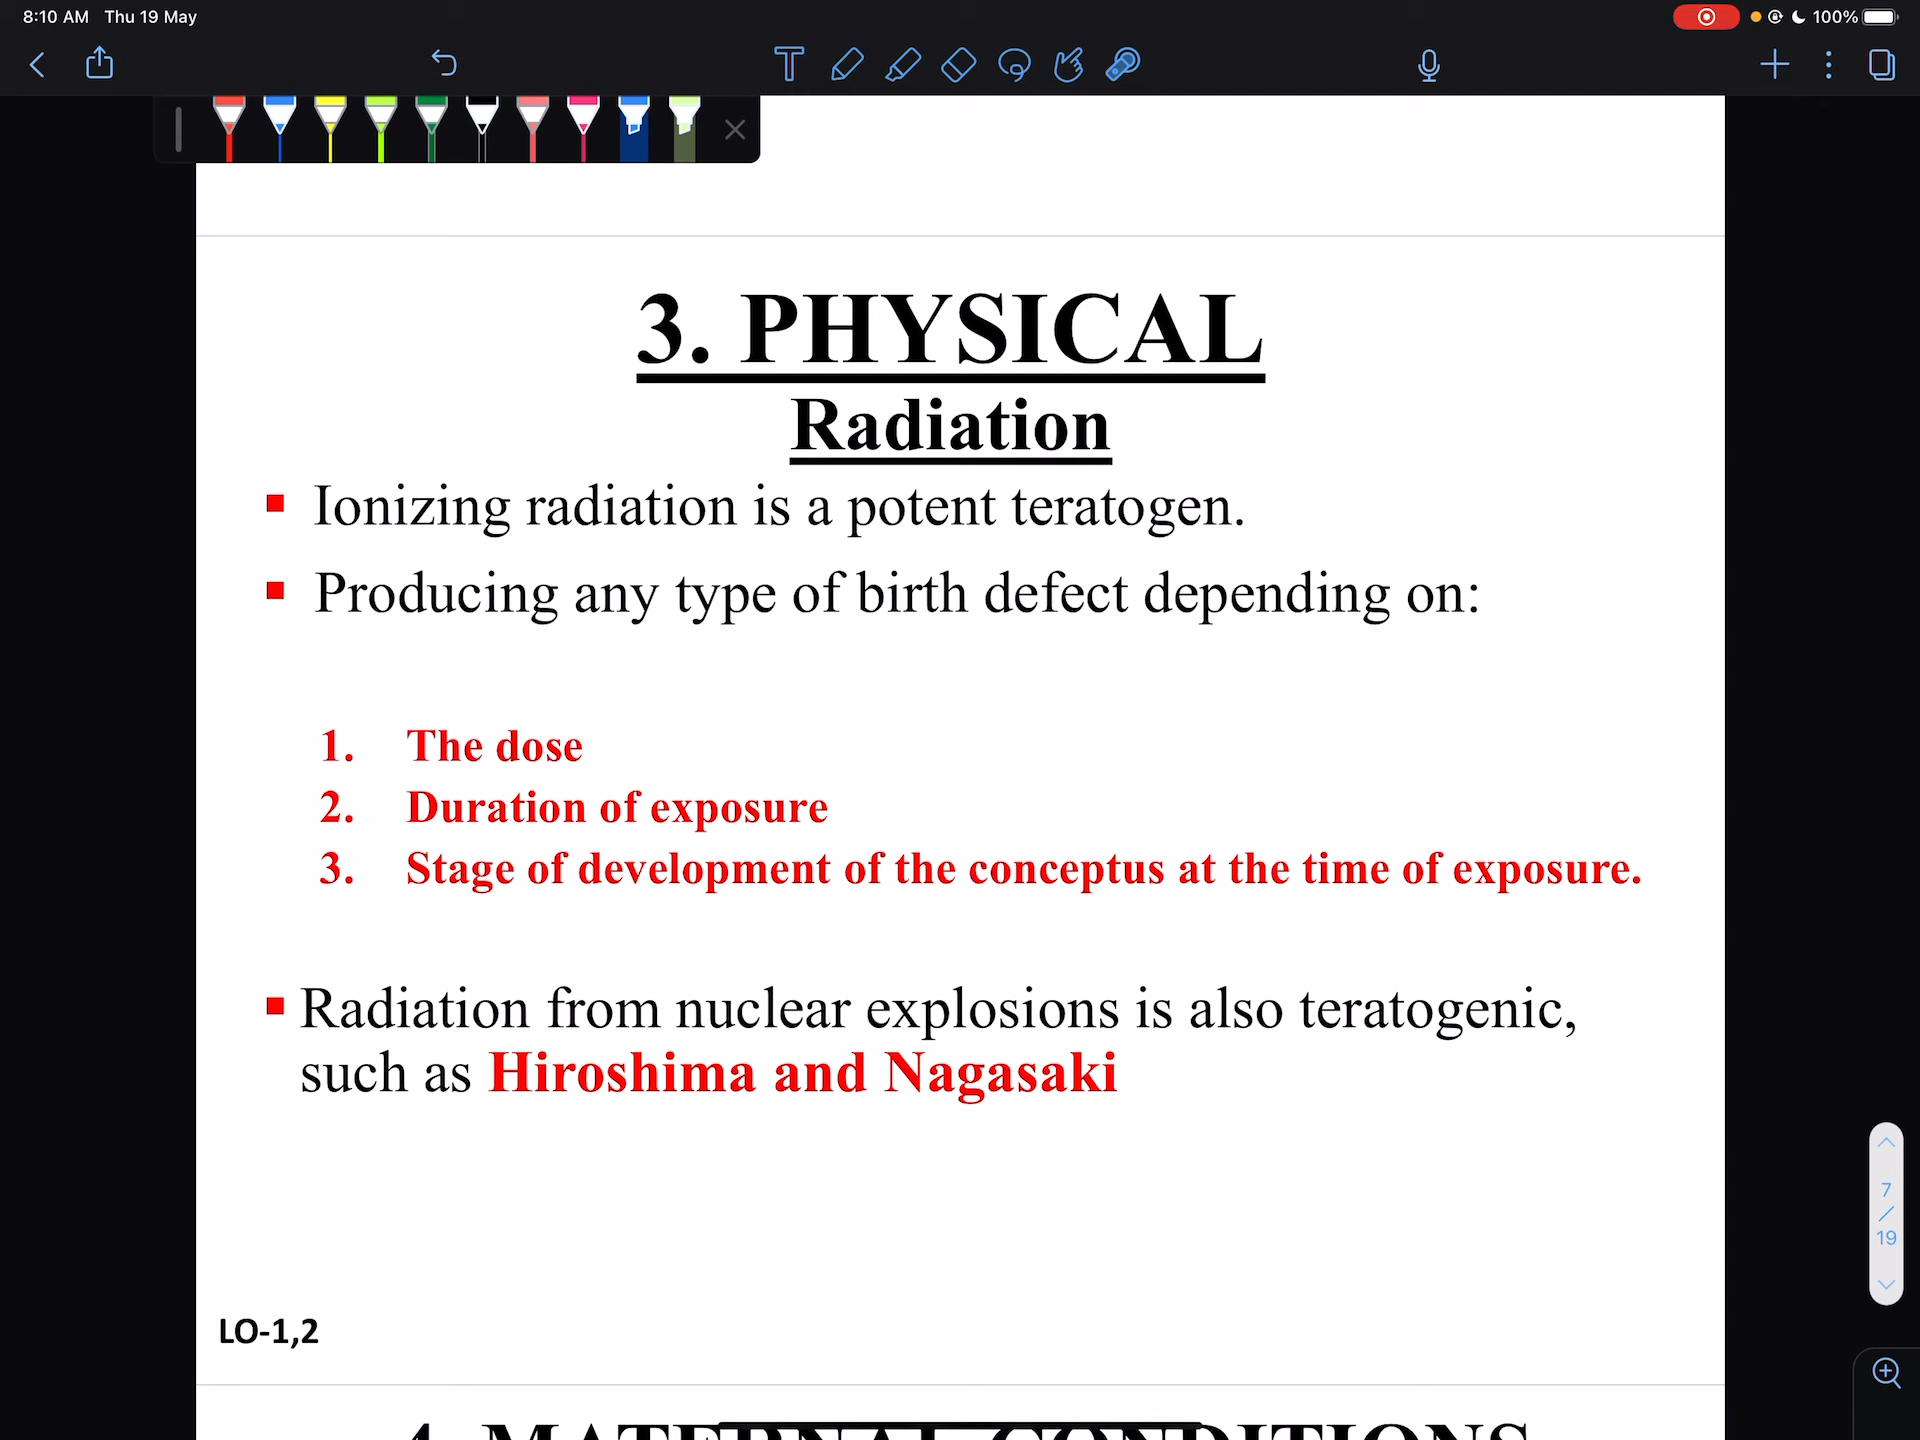 8:10 AM Thu 19 May
100%
3. PHYSICAL
Radiation
Ionizing radiation is a potent teratogen.
Producing any type of birth defect depending on:
1. The dose
2. Duration of exposure
3. Stage of development of the conceptus at the time of exposure.
Radiation from nuclear explosions is also teratogenic,
such as Hiroshima and Nagasaki
7
/
19
LO-1,2
4. MATERNAL CONDITIONS